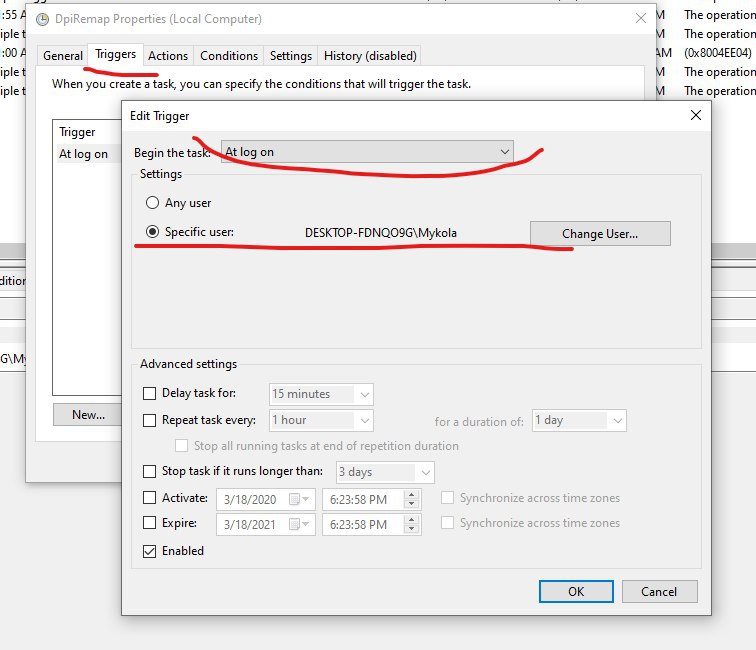 :55 A
DpiRemap Properties (Local Computer)
M
The operation
iple t
M
The operation
:00 A
AM
(0x8004EE04)
General
Triggers
Actions
Conditions
Settings
History (disabled)
iple t
M
The operation
When you create a task, you can specify the conditions that will trigger the task.
Edit Trigger
Trigger
At log on
Begin the task:
At log on
Settings
Any user
Specific user:
DESKTOP-FDNQO9G\Mykola
Change User...
dition
G\My
Advanced settings
Delay task for:
15 minutes
New...
Repeat task every:
1 hour
for a duration of:
1 day
Stop all running tasks at end of repetition duration
Stop task if it runs longer than:
3 days
Activate:
3/18/2020
6:23:58 PM
Synchronize across time zones
Expire:
3/18/2021
6:23:58 PM
Synchronize across time zones
Enabled
OK
Cancel